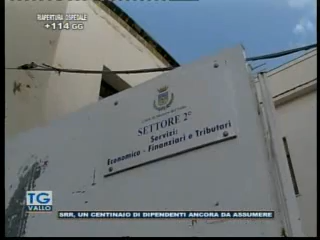 RIAPERTURA OSPEDALE
+114 GG
SETTORE 2°
Servizi:
Economico - Finanziari e Tributari
TG
VALLO
SRR, UN CENTINAIO DI DIPENDENTI ANCORA DA ASSUMERE